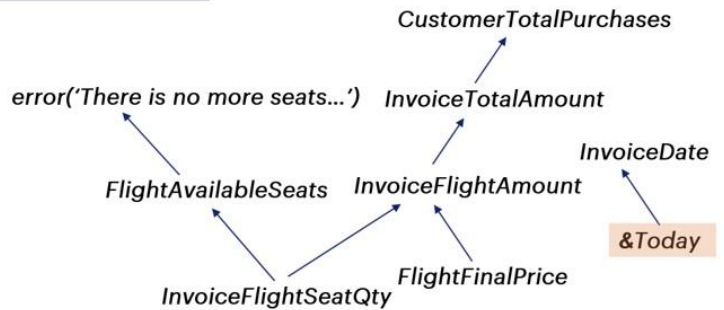 CustomerTotalPurchases
error(‘There is no more seats...’)
InvoiceTotalAmount
InvoiceDate
FlightAvailableSeats
InvoiceFlightAmount
&Today
FlightFinalPrice
InvoiceFlightSeatQty